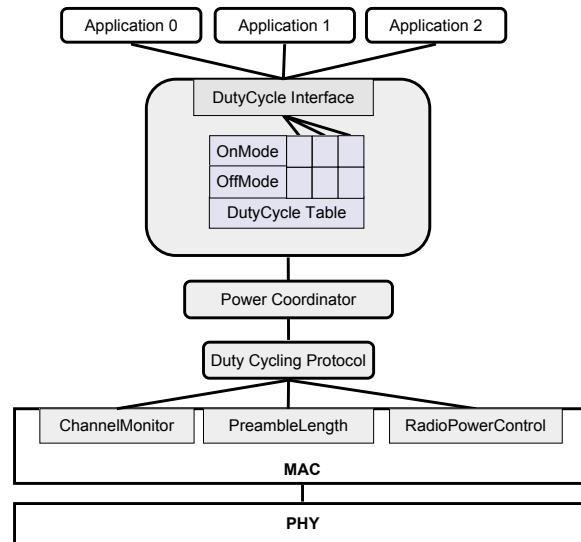 Application 0
Application 1
Application 2
DutyCycle Interface
OnMode
OffMode
DutyCycle Table
Power Coordinator
Duty Cycling Protocol
ChannelMonitor
PreambleLength
RadioPowerControl
MAC
PHY